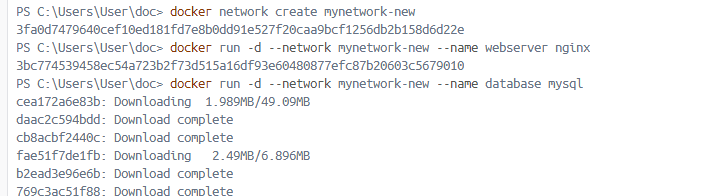 PS C:\Users\User\doc> docker network create mynetwork-new
3fa0d7479640cef10ed181fd7e8b0dd91e527f20caa9bcf1256db2b158d6d22e
PS C:\Users\User\doc> docker run -d --network mynetwork-new --name webserver nginx
3bc774539458ec54a723b2f73d515a16df93e60480877efc87b20603c5679010
PS C:\Users\User\doc> docker run -d --network mynetwork-new --name database mysql
cea172a6e83b: Downloading  1.989MB/49.09MB
daac2c594bdd: Download complete
cb8acbf2440c: Download complete
fae51f7de1fb: Downloading   2.49MB/6.896MB
b2ead3e96e6b: Download complete
769c3ac51f88: Download complete